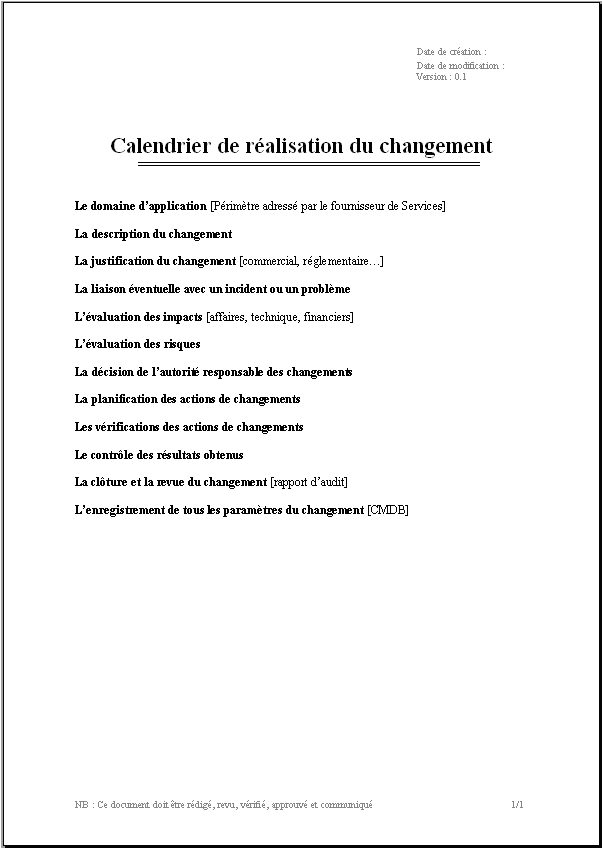 Date de création :
Date de modification :
Version : 0.1
Calendrier de réalisation du changement
Le domaine d’application [Périmètre adressé par le fournisseur de Services]
La description du changement
La justification du changement [commercial, réglementaire…]
La liaison éventuelle avec un incident ou un problème
L’évaluation des impacts [affaires, technique, financiers]
L’évaluation des risques
La décision de l’autorité responsable des changements
La planification des actions de changements
Les vérifications des actions de changements
Le contrôle des résultats obtenus
La clôture et la revue du changement [rapport d’audit]
L’enregistrement de tous les paramètres du changement [CMDB]
NB : Ce document doit être rédigé, revu, vérifié, approuvé et communiqué 1/1